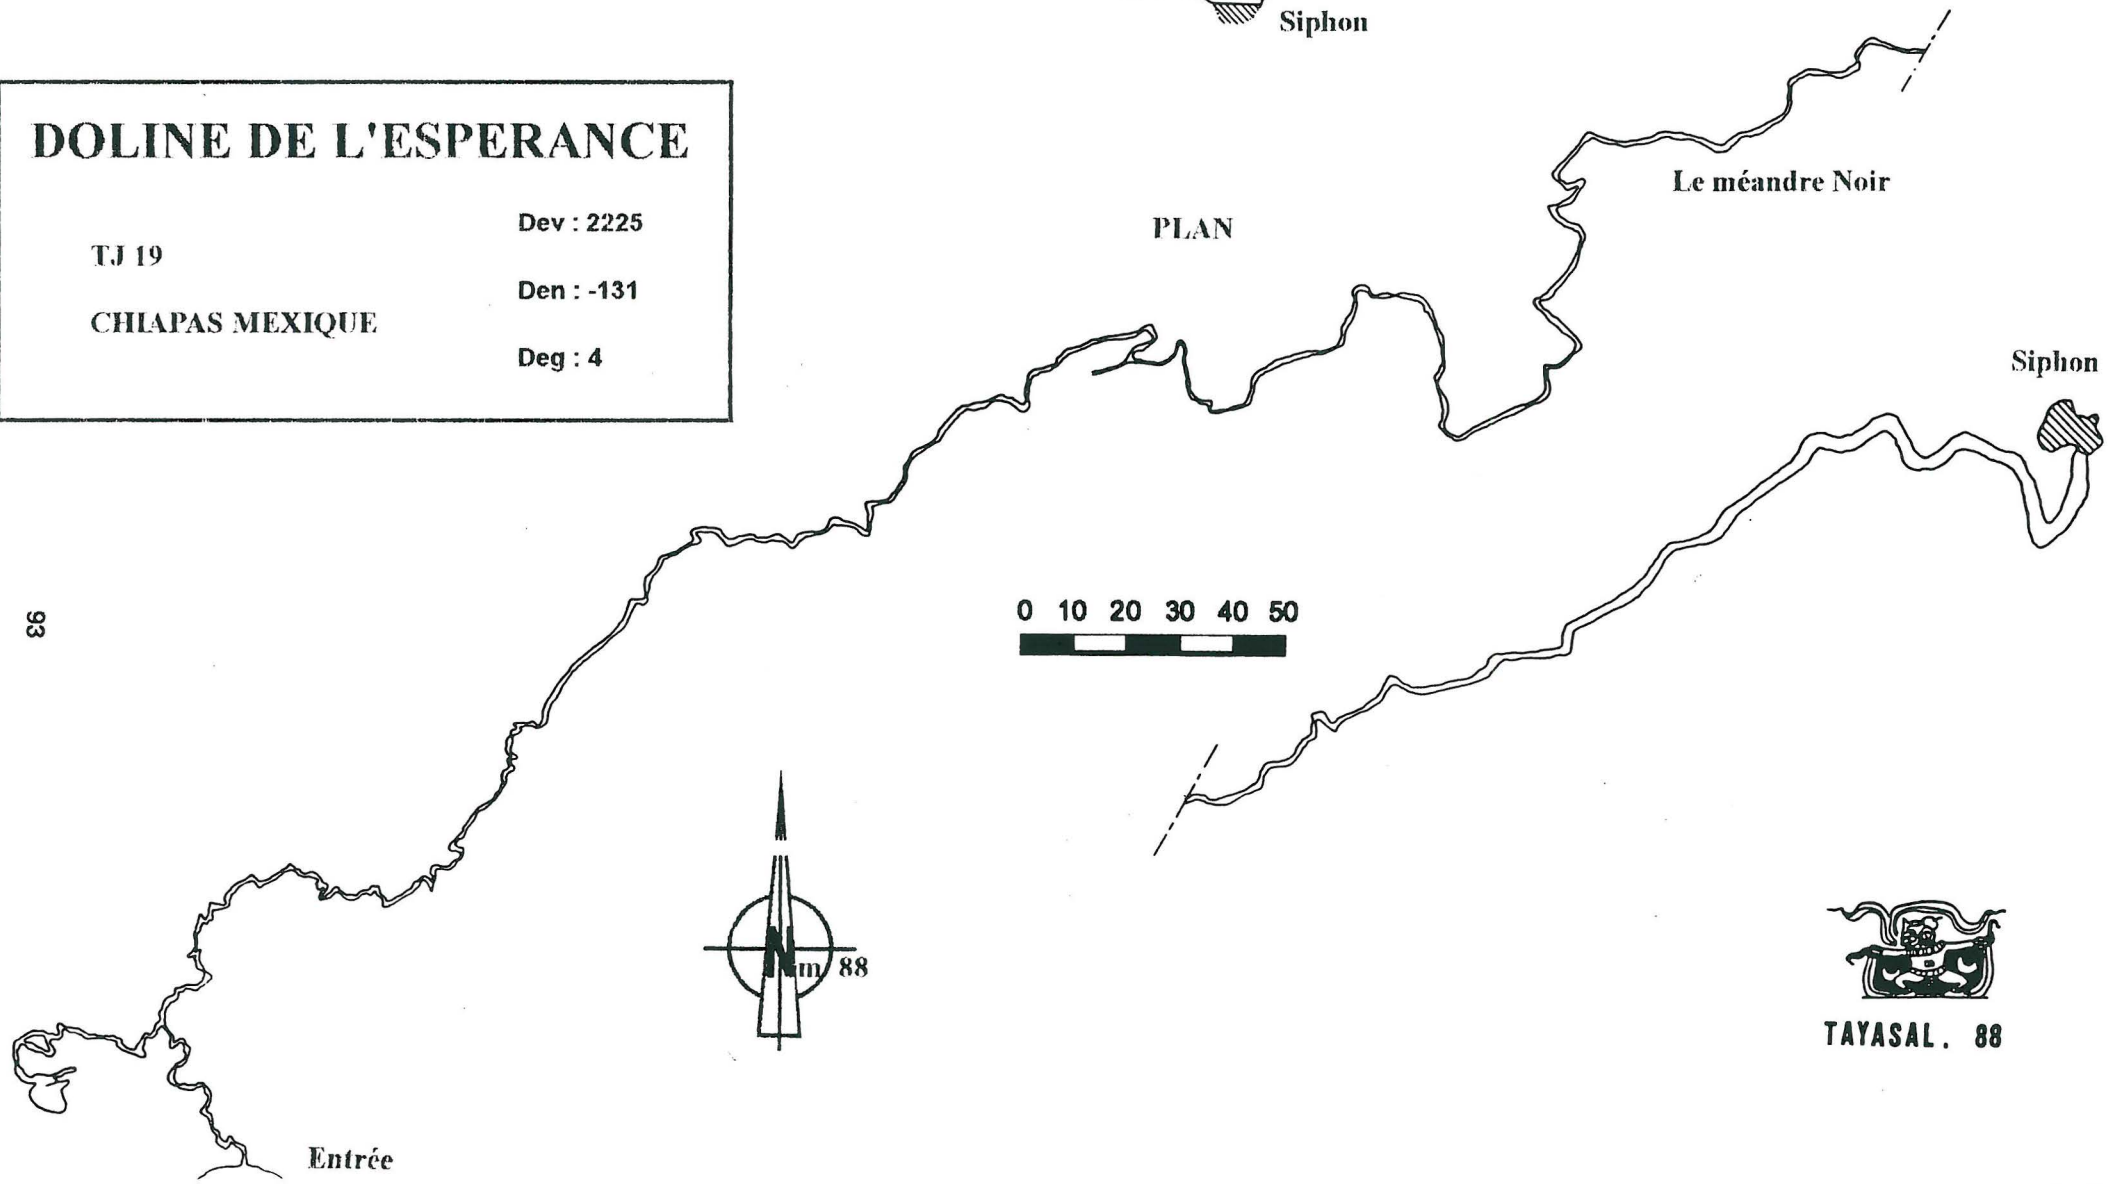 Siphon
DOLINE DE L'ESPERANCE
Dev : 2225
TJ 19
Den : -131
CHIAPAS MEXIQUE
Deg : 4
PLAN
Le méandre Noir
Siphon
0 10 20 30 40 50
93
N
m 88
TAYASAL. 88
Entrée